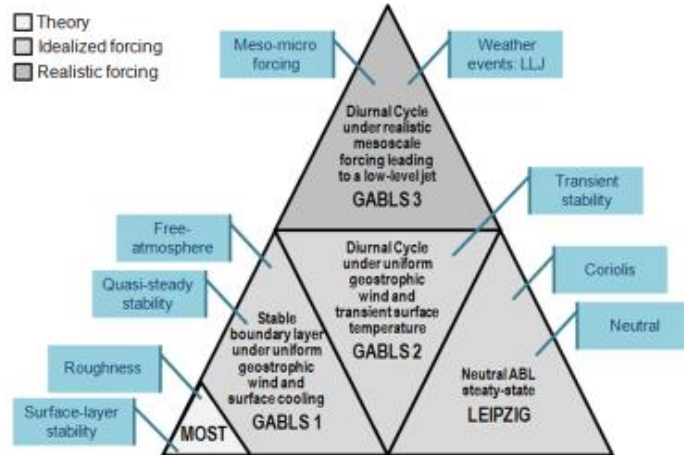 Theory
Idealized forcing
Realistic forcing
Meso-micro
forcing
Weather
events: LLJ
Diurnal Cycle
under realistic
mesoscale
forcing leading
to a low-level jet
GABLS 3
Transient
stability
Free-
atmosphere
Diurnal Cycle
under uniform
geostrophic
wind and
transient surface
temperature
GABLS 2
Quasi-steady
stability
Coriolis
Stable
boundary layer
under uniform
geostrophic
wind and
surface cooling
GABLS 1
Neutral
Roughness
Neutral ABL
steaty-state
LEIPZIG
Surface-layer
stability
MOST